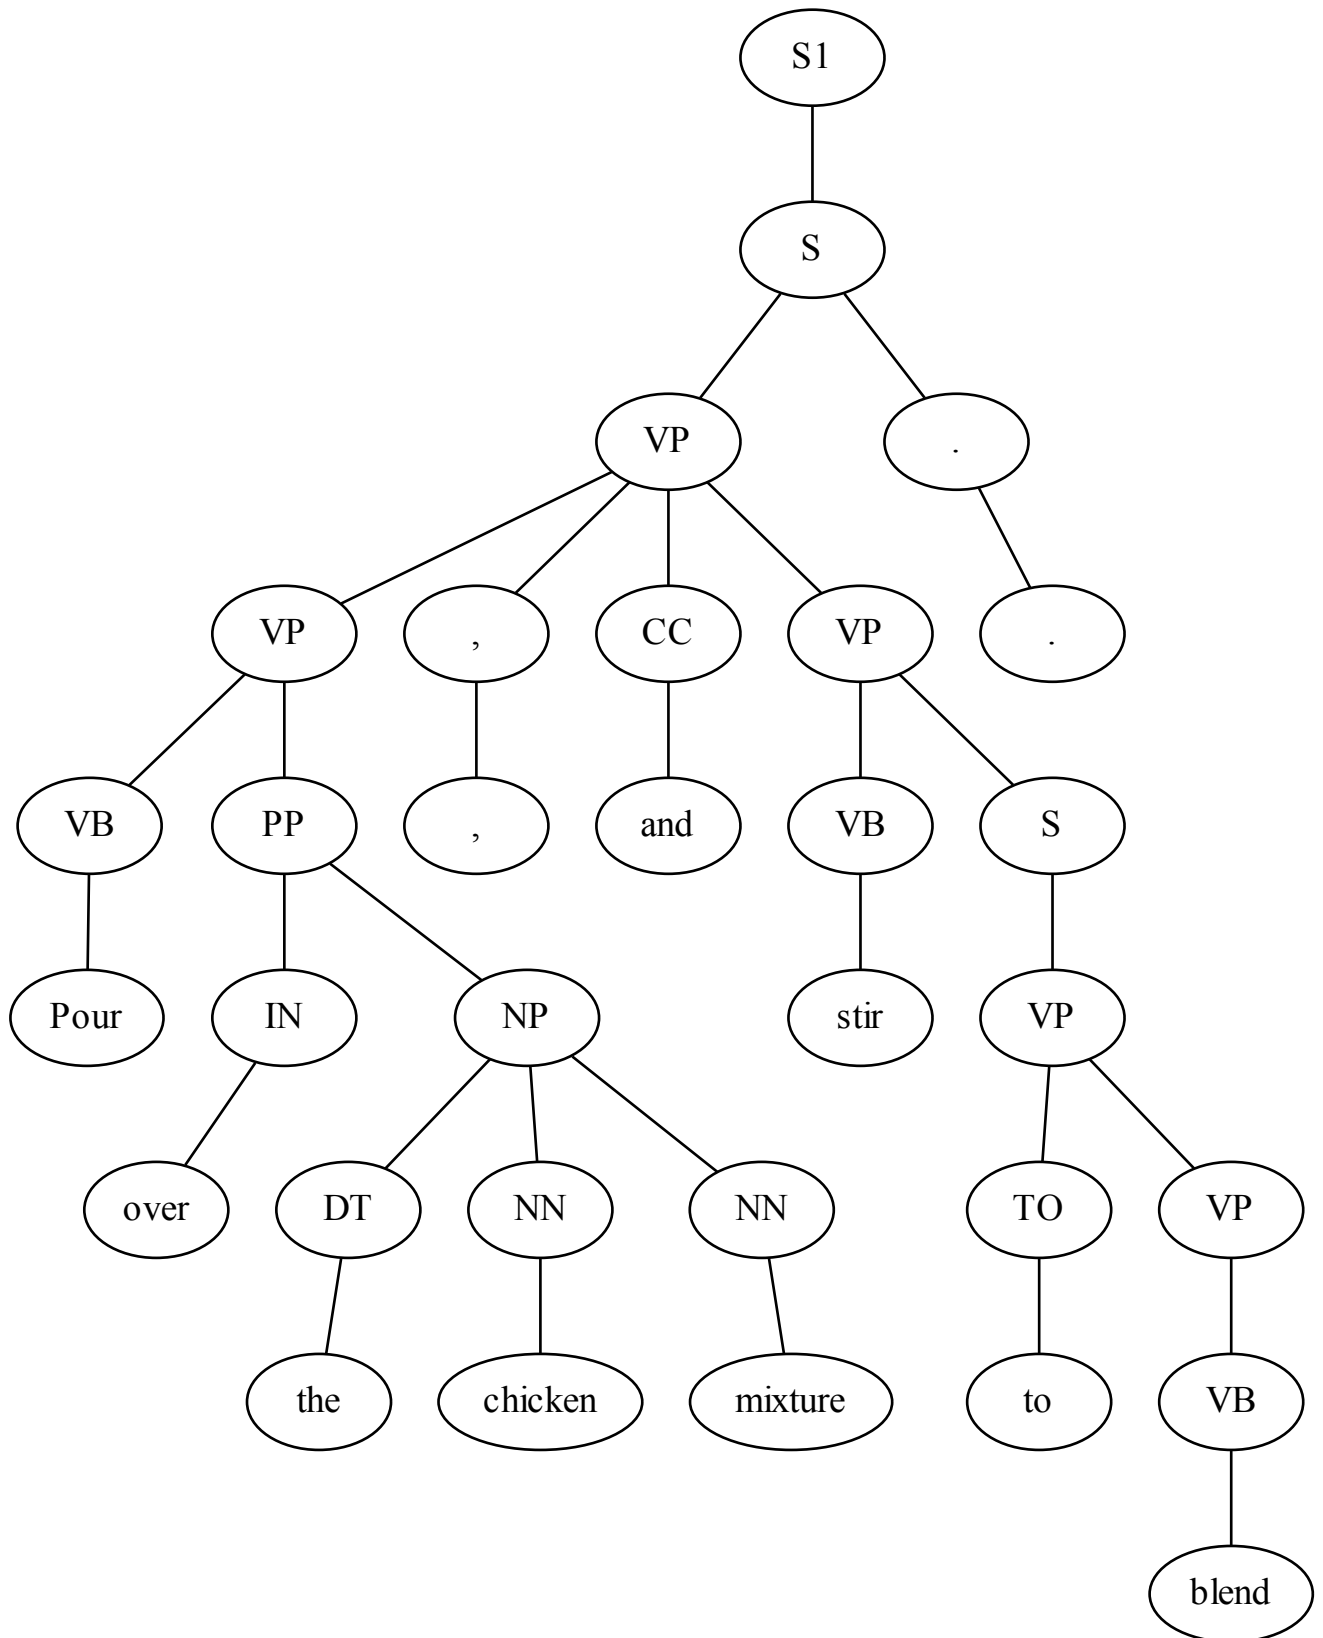 S1
S
VP .
VP , CC VP .
VB PP , and VB S
Pour IN NP stir VP
over DT NN NN TO VP
the chicken mixture to VB
blend